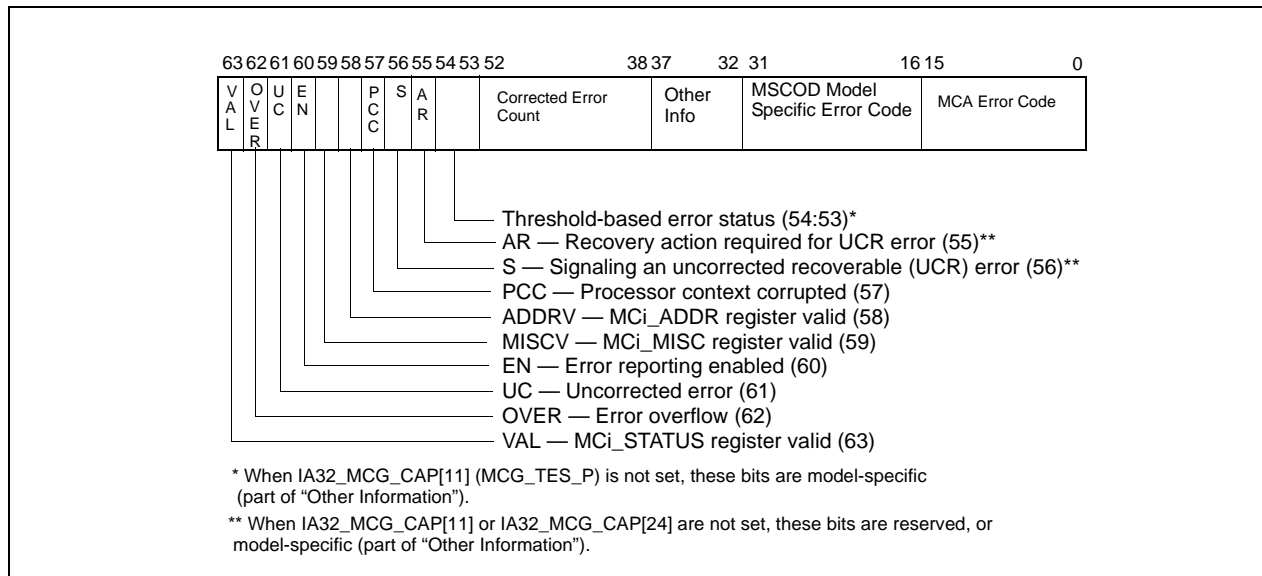 63 62 61 60 59 58 57 56 55 54 53 52 38 37 32 31 16 15 0
VAL
OVER
UC
EN
PCC
S
AR
Corrected Error
Count
Other
Info
MSCOD Model
Specific Error Code
MCA Error Code
Threshold-based error status (54:53)*
AR — Recovery action required for UCR error (55)**
S — Signaling an uncorrected recoverable (UCR) error (56)**
PCC — Processor context corrupted (57)
ADDRV — MCi_ADDR register valid (58)
MISCV — MCi_MISC register valid (59)
EN — Error reporting enabled (60)
UC — Uncorrected error (61)
OVER — Error overflow (62)
VAL — MCi_STATUS register valid (63)
* When IA32_MCG_CAP[11] (MCG_TES_P) is not set, these bits are model-specific
(part of “Other Information”).
** When IA32_MCG_CAP[11] or IA32_MCG_CAP[24] are not set, these bits are reserved, or
model-specific (part of “Other Information”).